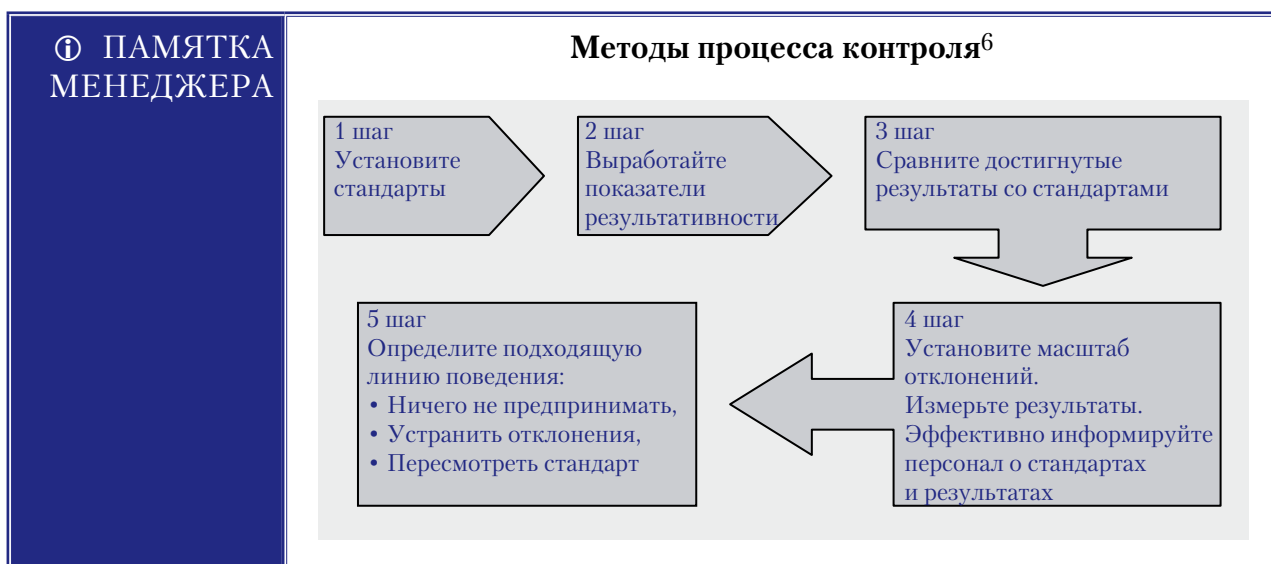 ⓘ ПАМЯТКА
МЕНЕДЖЕРА
Методы процесса контроля⁶
1 шаг
Установите
стандарты
2 шаг
Выработайте
показатели
результативности
3 шаг
Сравните достигнутые
результаты со стандартами
4 шаг
Установите масштаб
отклонений.
Измерьте результаты.
Эффективно информируйте
персонал о стандартах
и результатах
5 шаг
Определите подходящую
линию поведения:
• Ничего не предпринимать,
• Устранить отклонения,
• Пересмотреть стандарт